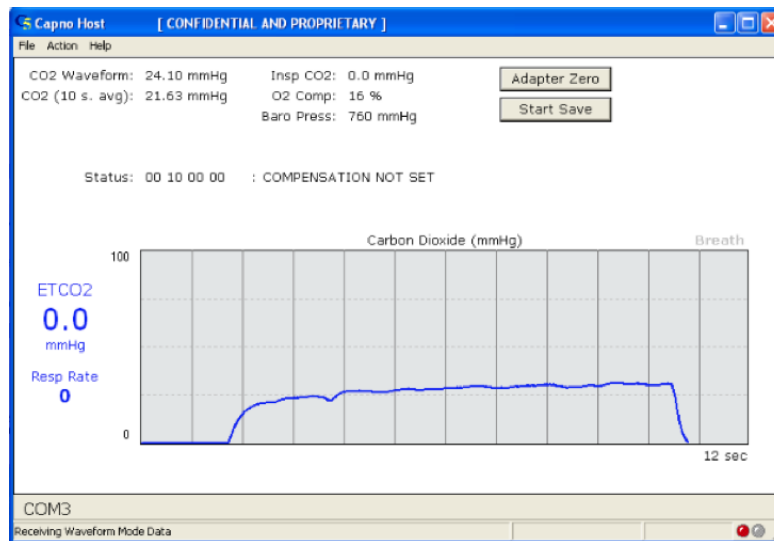 Capno Host [ CONFIDENTIAL AND PROPRIETARY ]
File Action Help
CO2 Waveform: 24.10 mmHg Insp CO2: 0.0 mmHg Adapter Zero
CO2 (10 s. avg): 21.63 mmHg O2 Comp: 16 % Start Save
Baro Press: 760 mmHg
Status: 00 10 00 00 : COMPENSATION NOT SET
Carbon Dioxide (mmHg) Breath
100
ETCO2
0.0
mmHg
Resp Rate
0
0
12 sec
COM3
Receiving Waveform Mode Data